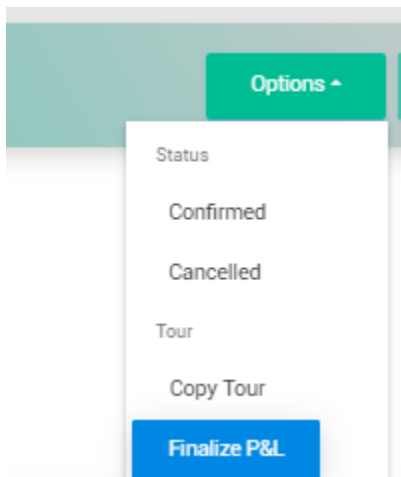 Options
Status
Confirmed
Cancelled
Tour
Copy Tour
Finalize P&L